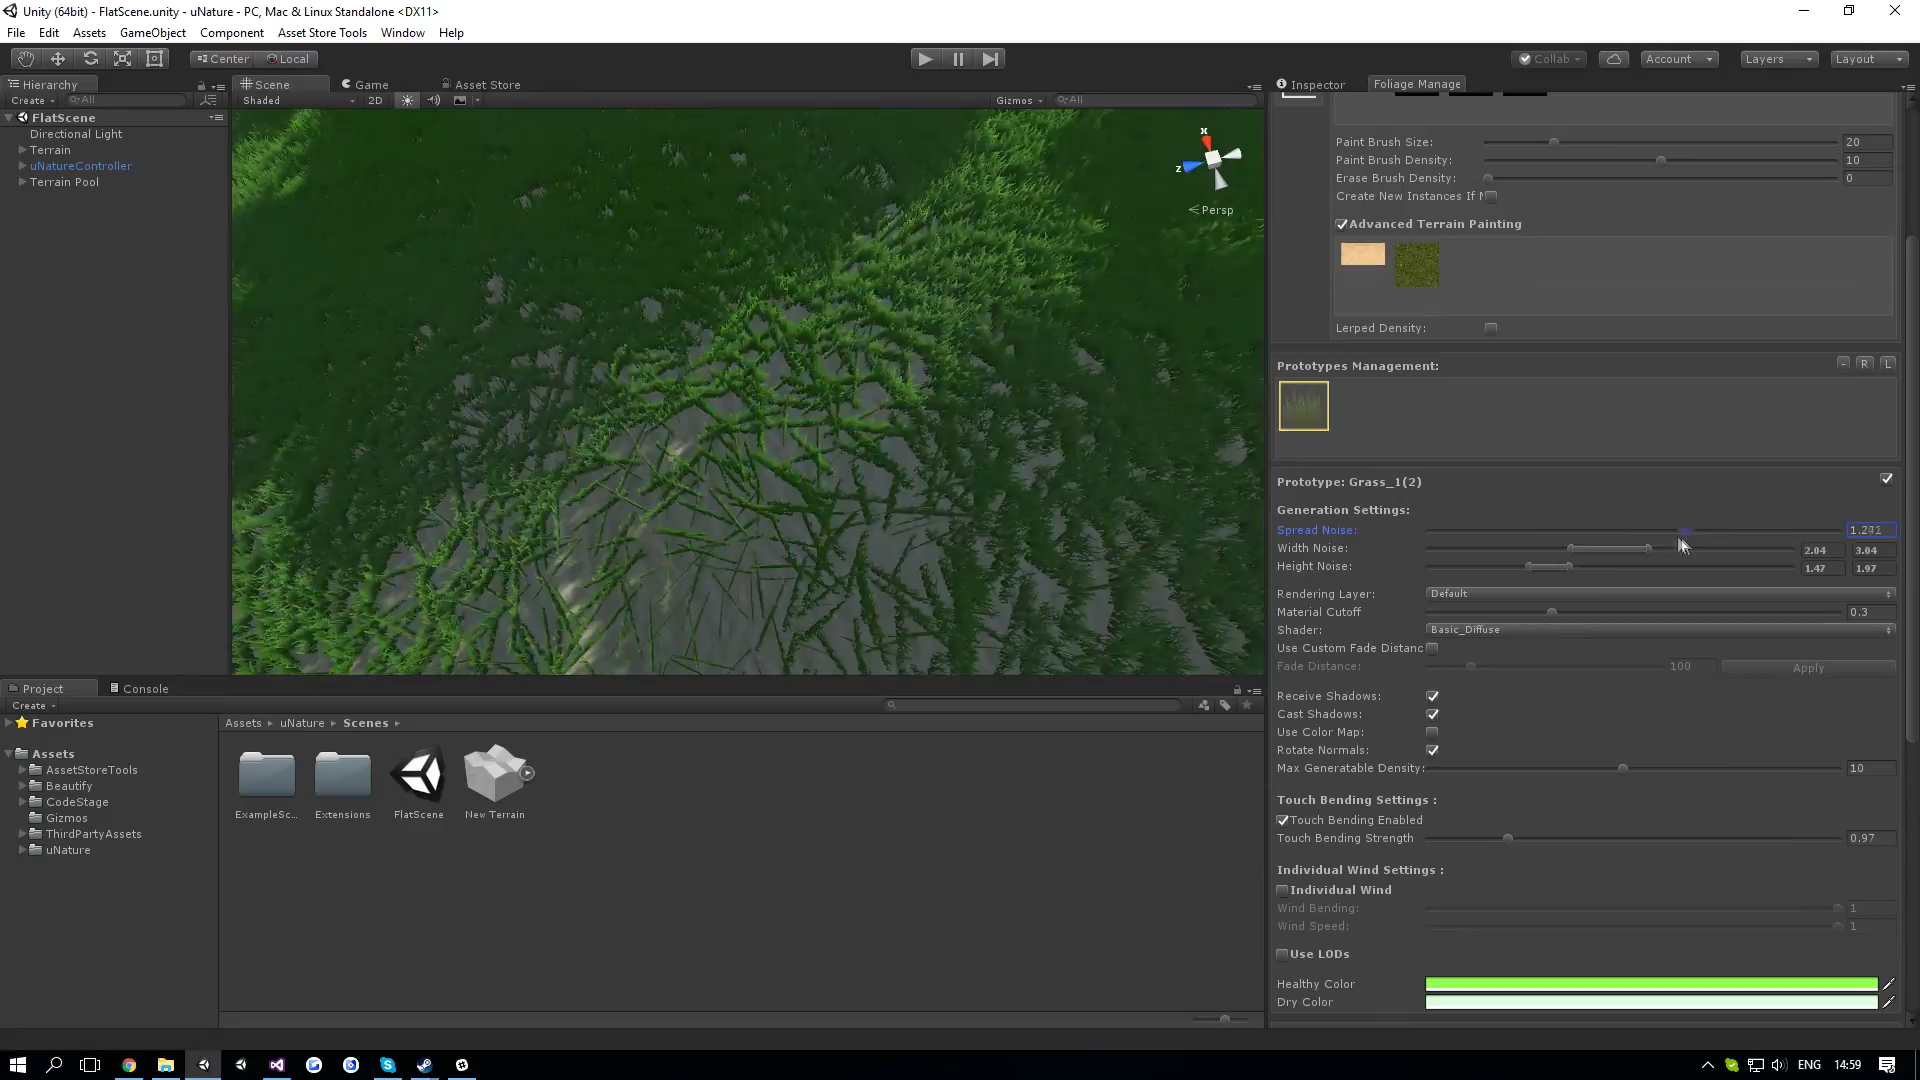 Unity (64bit) - FlatScene.unity - uNature - PC, Mac & Linux Standalone <DX11>
File Edit Assets GameObject Component Asset Store Tools Window Help
Center Local Collab Account Layers Layout
Hierarchy Scene Game Asset Store Inspector Foliage Manage
Create All Shaded 2D Gizmos All
FlatScene
Directional Light
Terrain
uNatureController
Terrain Pool
x
z
Persp
Paint Brush Size: 20
Paint Brush Density: 10
Erase Brush Density: 0
Create New Instances If
Advanced Terrain Painting
Lerped Density:
Prototypes Management: - R L
Prototype: Grass_1(2)
Generation Settings:
Spread Noise:
Width Noise: 2.04 3.04
Height Noise: 1.47 1.97
Rendering Layer: Default
Material Cutoff 0.3
Shader: Basic_Diffuse
Use Custom Fade Distanc
Fade Distance: 100 Apply
Receive Shadows:
Cast Shadows:
Use Color Map:
Rotate Normals:
Max Generatable Density: 10
Touch Bending Settings :
Touch Bending Enabled
Touch Bending Strength 0.97
Individual Wind Settings :
Individual Wind
Wind Bending: 1
Wind Speed: 1
Use LODs
Healthy Color
Dry Color
Project Console
Create
Favorites
Assets
AssetStoreTools
Beautify
CodeStage
Gizmos
ThirdPartyAssets
uNature
Assets uNature Scenes
ExampleSc... Extensions FlatScene New Terrain
ENG 14:59